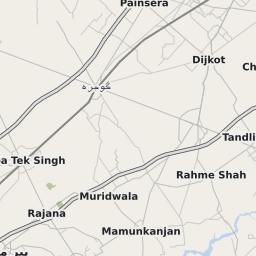 Painsera
Dijkot
Ch
گوجرہ
Tandli
a Tek Singh
Rahme Shah
Muridwala
Rajana
Mamunkanjan